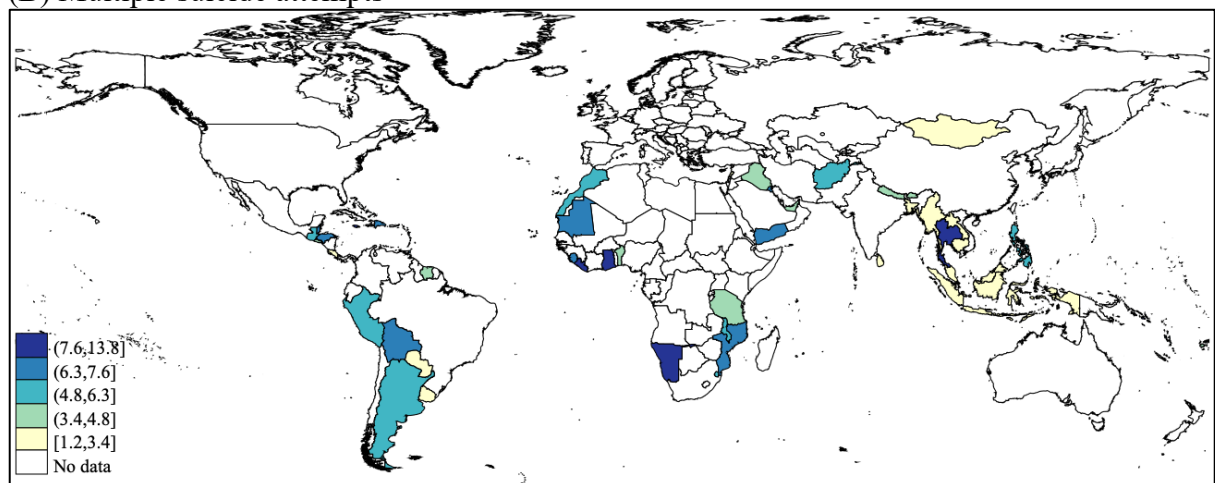 (B) Multiple suicide attempts
(7.6,13.8]
(6.3,7.6]
(4.8,6.3]
(3.4,4.8]
[1.2,3.4]
No data